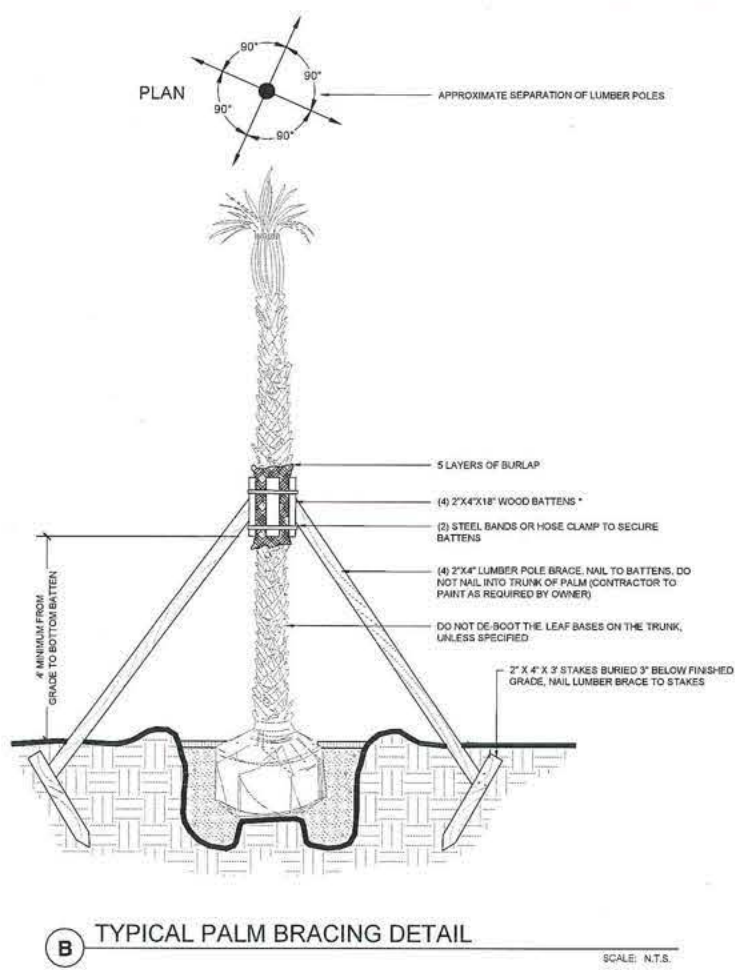 90°
90°
PLAN
90°
90°
APPROXIMATE SEPARATION OF LUMBER POLES
5 LAYERS OF BURLAP
(4) 2"X4"X18" WOOD BATTENS *
(2) STEEL BANDS OR HOSE CLAMP TO SECURE
BATTENS
(4) 2"X4" LUMBER POLE BRACE, NAIL TO BATTENS, DO
NOT NAIL INTO TRUNK OF PALM (CONTRACTOR TO
PAINT AS REQUIRED BY OWNER)
4' MINIMUM FROM
GRADE TO BOTTOM BATTEN
DO NOT DE-BOOT THE LEAF BASES ON THE TRUNK,
UNLESS SPECIFIED
2" X 4" X 3' STAKES BURIED 3" BELOW FINISHED
GRADE, NAIL LUMBER BRACE TO STAKES
B TYPICAL PALM BRACING DETAIL
SCALE: N.T.S.